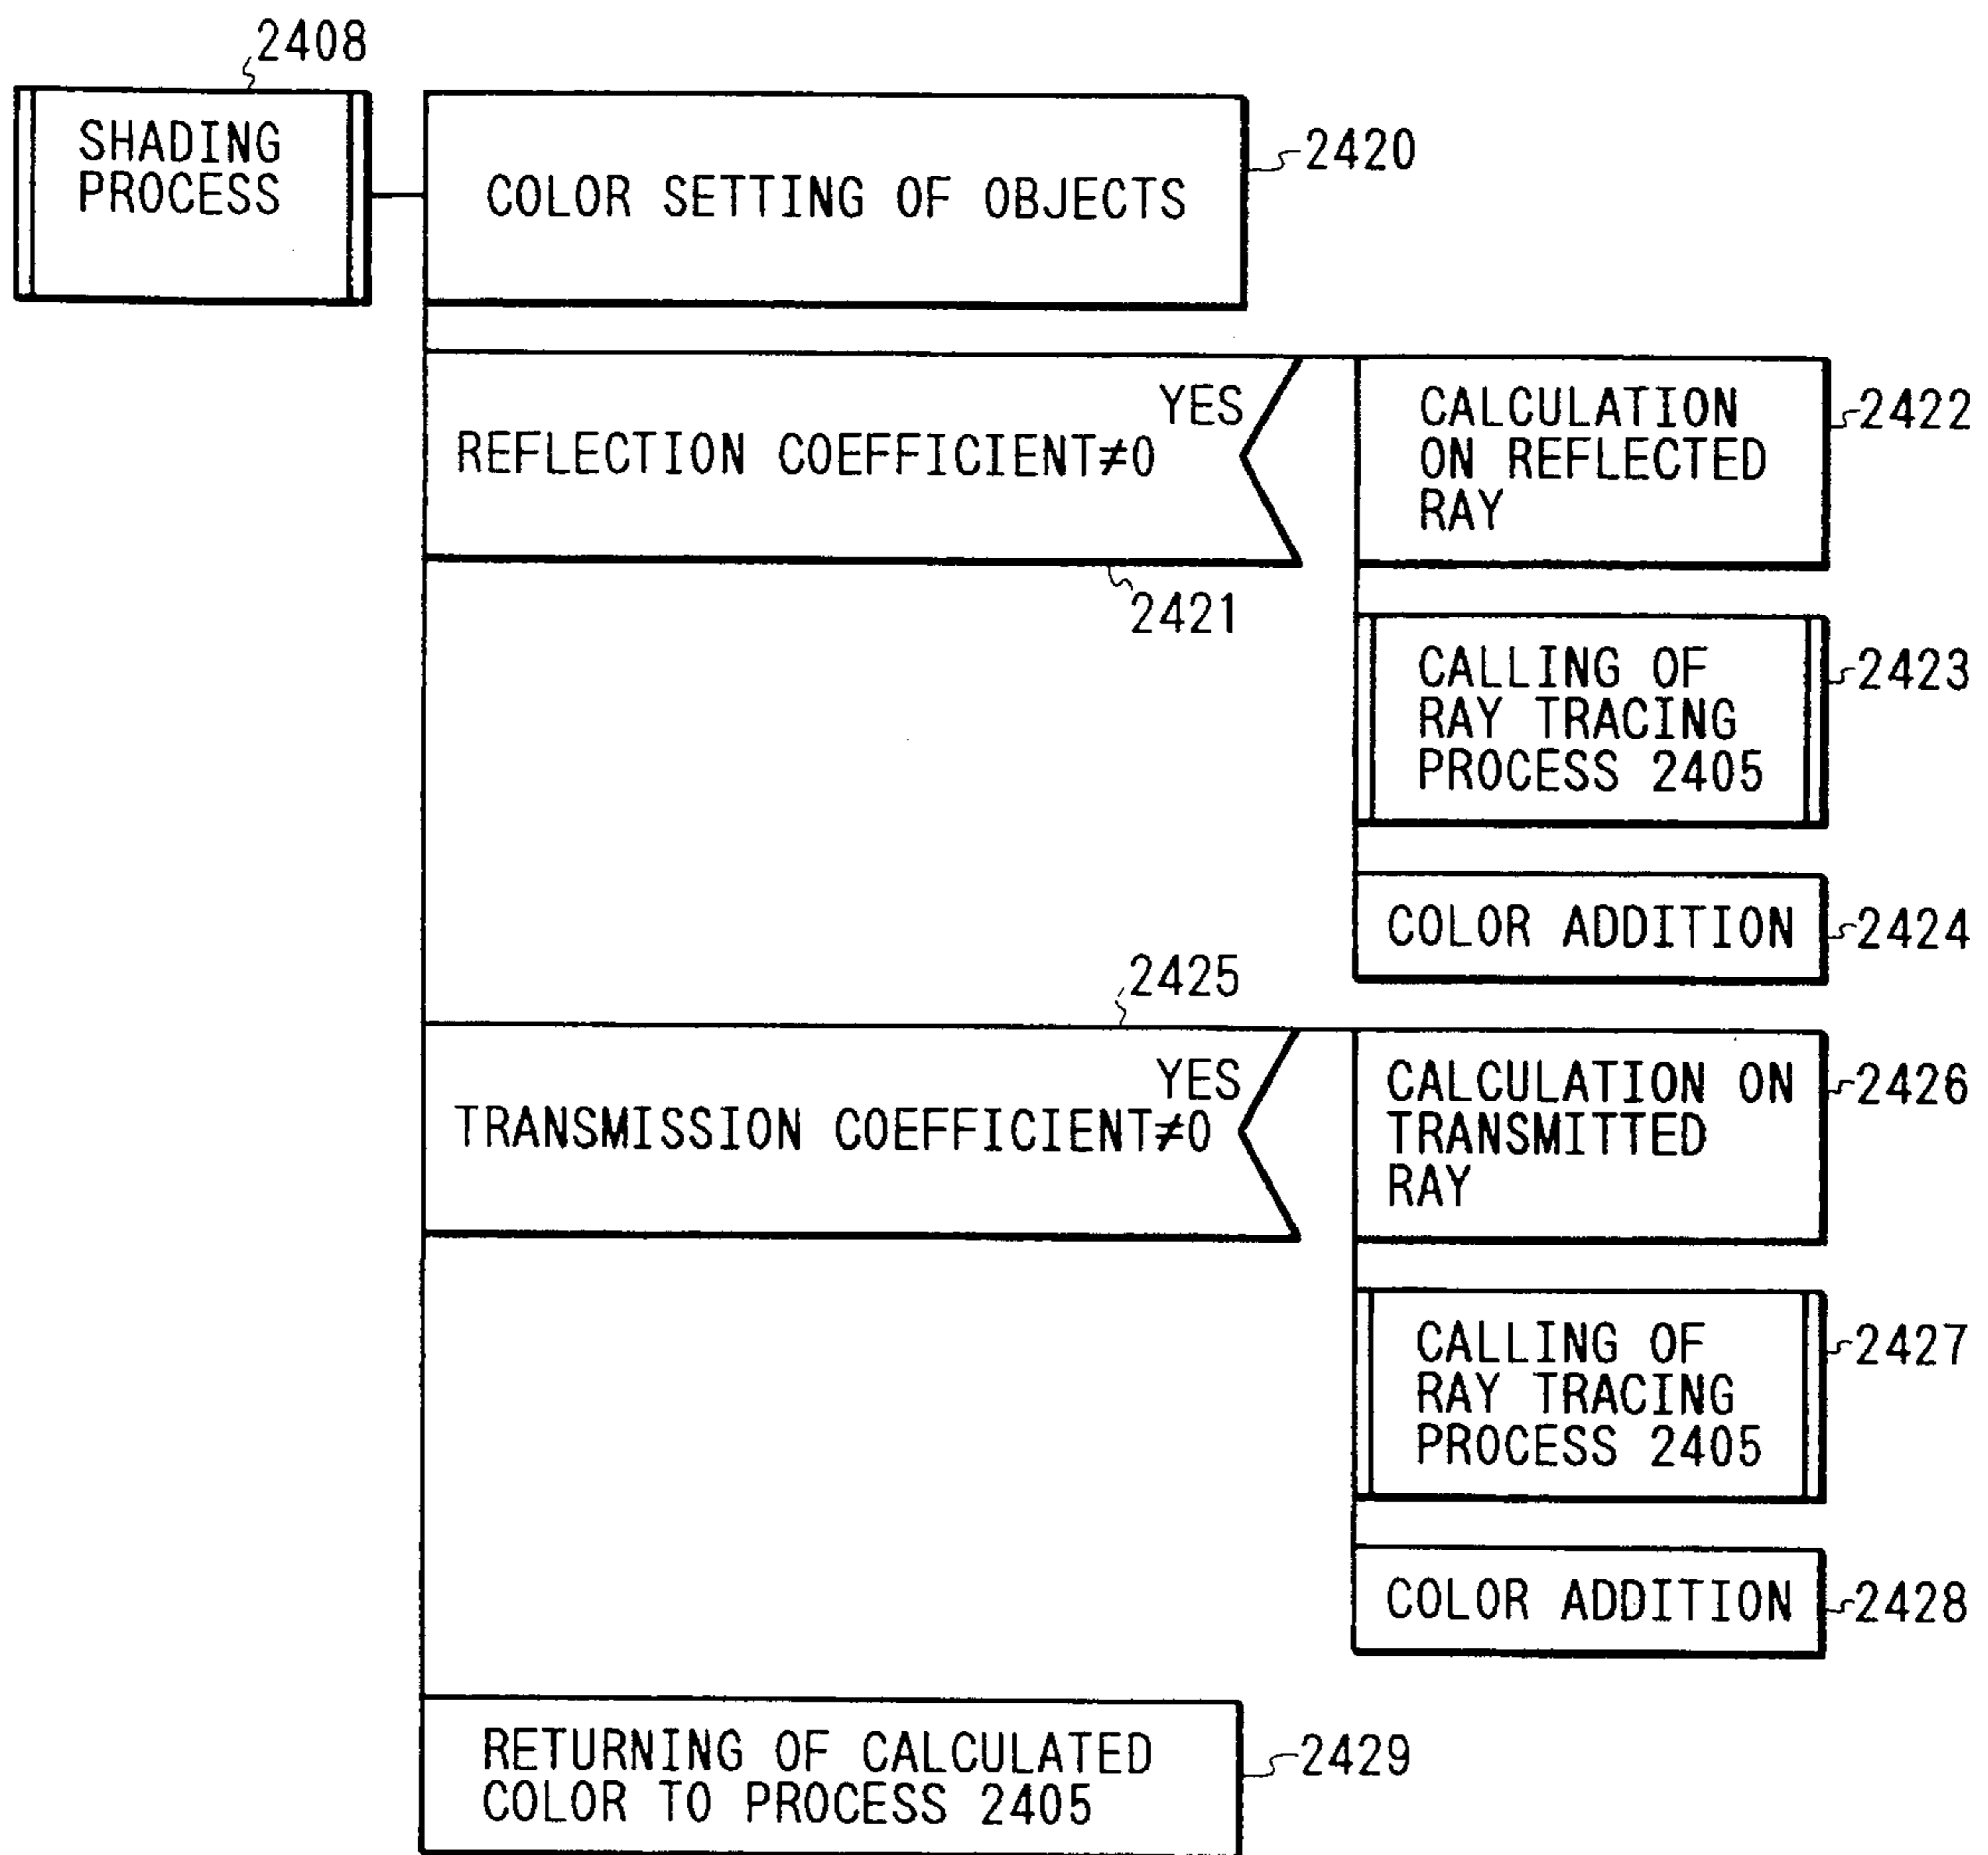 2408
SHADING
PROCESS
COLOR SETTING OF OBJECTS
2420
YES
REFLECTION COEFFICIENT≠0
2421
CALCULATION
ON REFLECTED
RAY
2422
CALLING OF
RAY TRACING
PROCESS 2405
2423
COLOR ADDITION
2424
2425
YES
TRANSMISSION COEFFICIENT≠0
CALCULATION ON
TRANSMITTED
RAY
2426
CALLING OF
RAY TRACING
PROCESS 2405
2427
COLOR ADDITION
2428
RETURNING OF CALCULATED
COLOR TO PROCESS 2405
2429